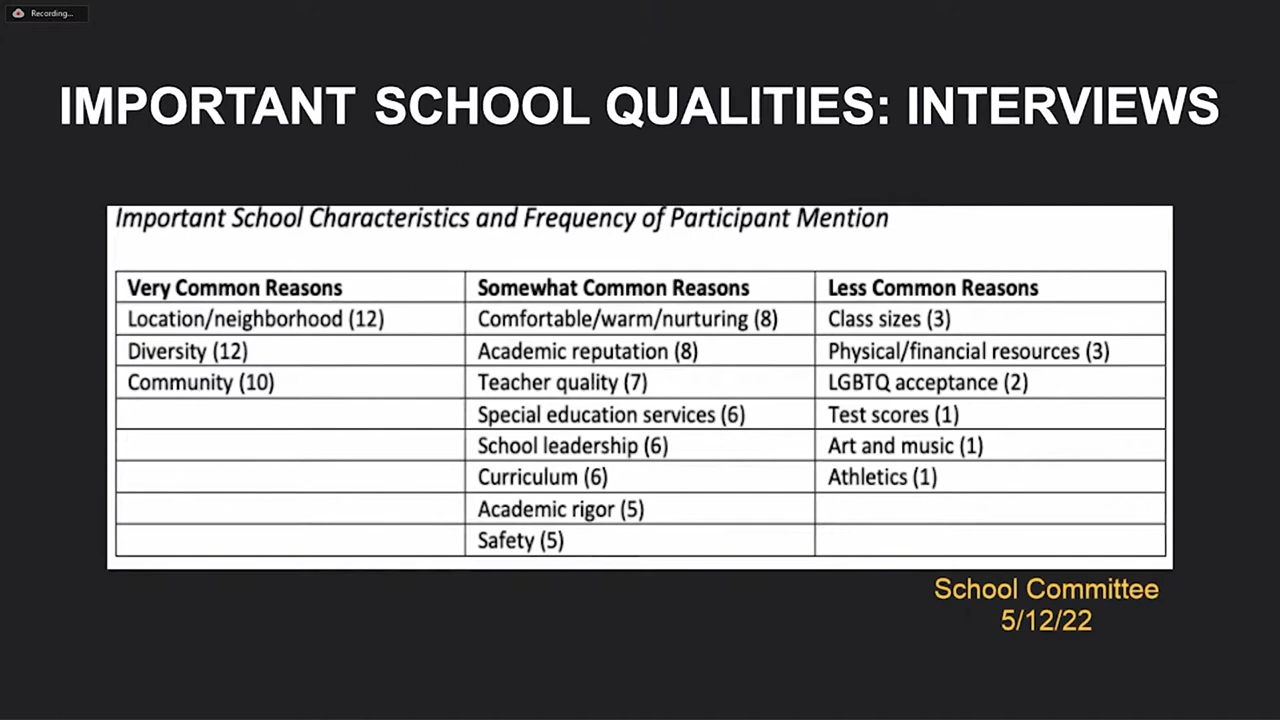 Recording...
IMPORTANT SCHOOL QUALITIES: INTERVIEWS
Important School Characteristics and Frequency of Participant Mention
Very Common Reasons Somewhat Common Reasons Less Common Reasons
Location/neighborhood (12) Comfortable/warm/nurturing (8) Class sizes (3)
Diversity (12) Academic reputation (8) Physical/financial resources (3)
Community (10) Teacher quality (7) LGBTQ acceptance (2)
Special education services (6) Test scores (1)
School leadership (6) Art and music (1)
Curriculum (6) Athletics (1)
Academic rigor (5)
Safety (5)
School Committee
5/12/22